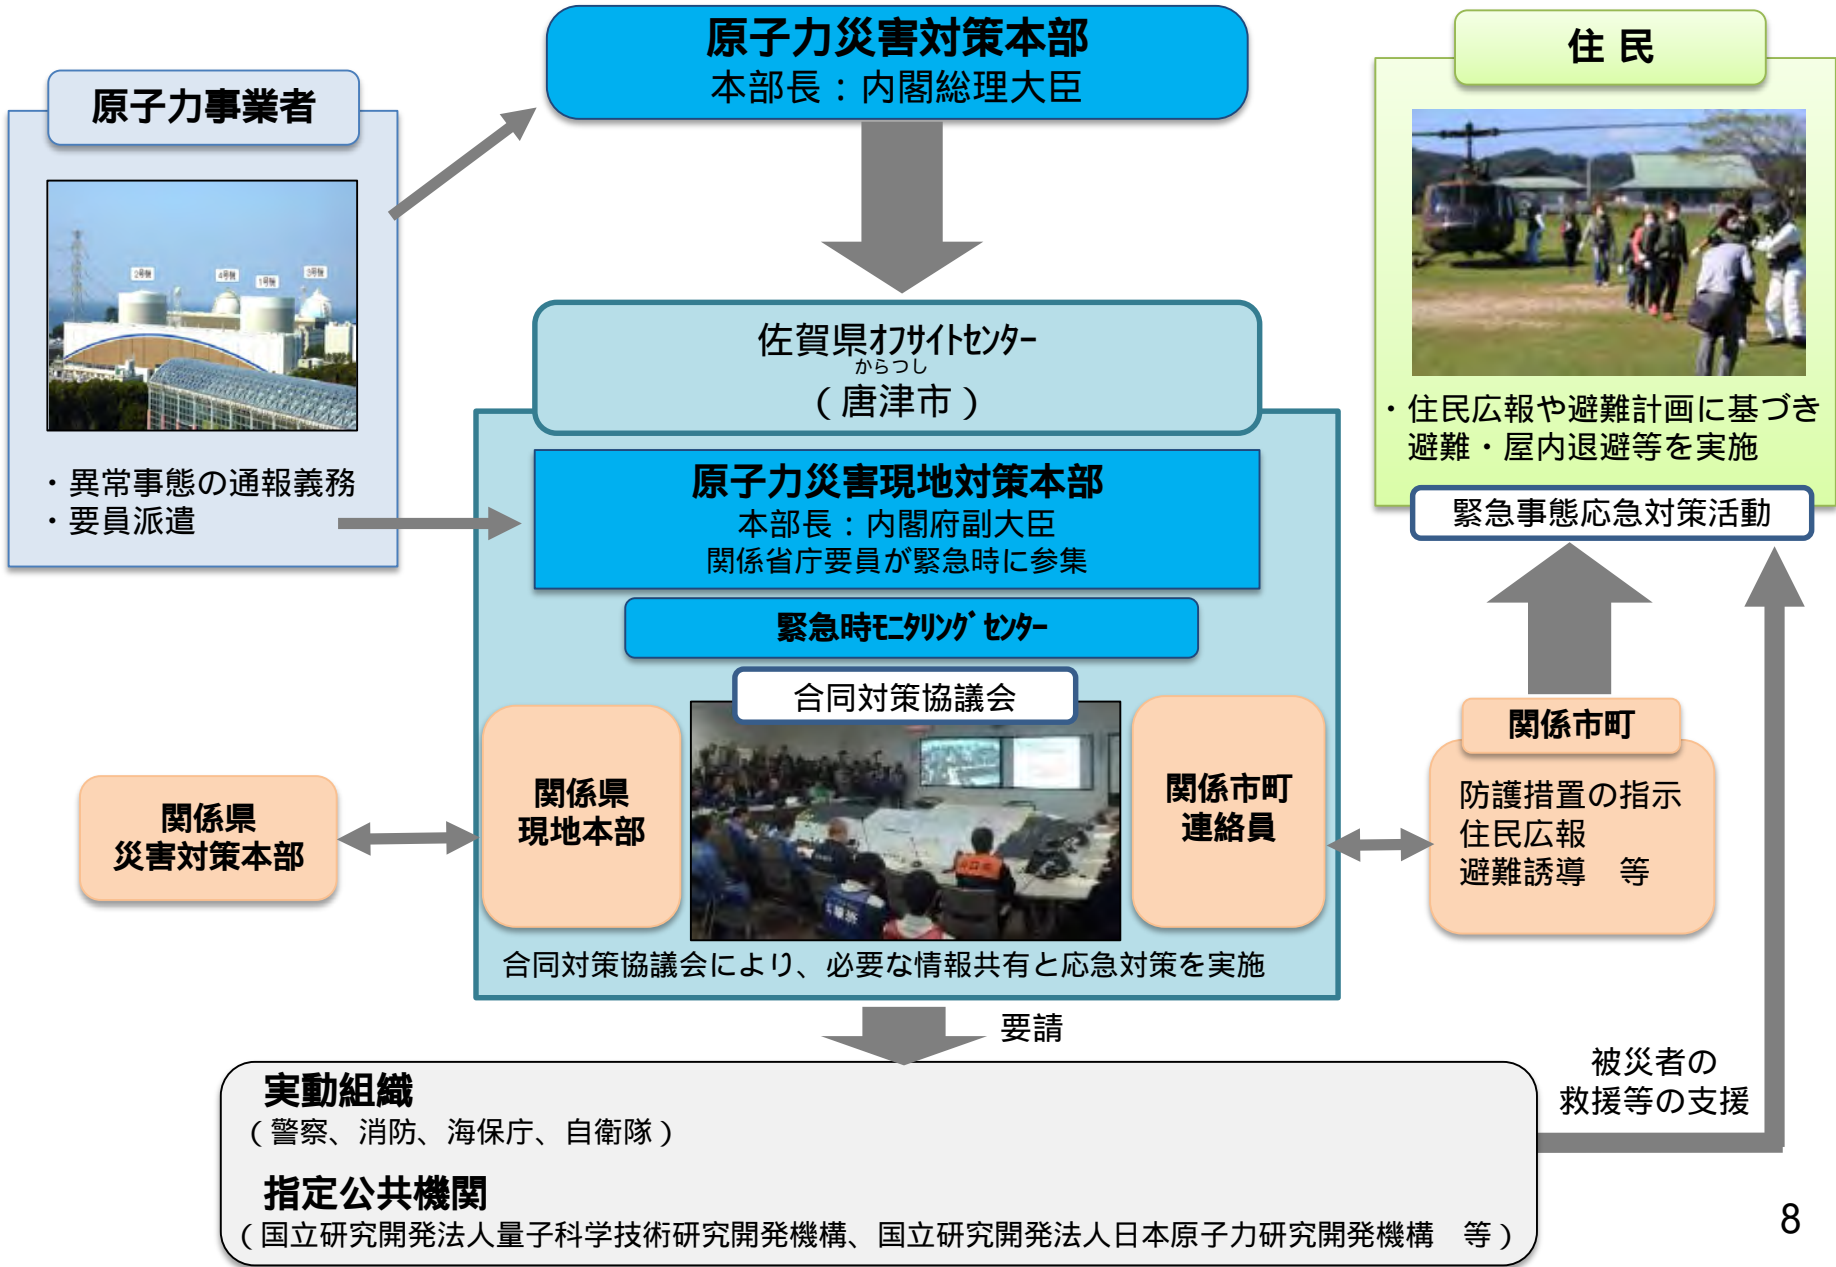 原子力災害対策本部
本部長：内閣総理大臣
原子力事業者
2号機
4号機
1号機
3号機
・異常事態の通報義務
・要員派遣
住民
・住民広報や避難計画に基づき
避難・屋内退避等を実施
緊急事態応急対策活動
佐賀県ｵﾌｻｲﾄｾﾝﾀｰ
からつし
（唐津市）
原子力災害現地対策本部
本部長：内閣府副大臣
関係省庁要員が緊急時に参集
緊急時ﾓﾆﾀﾘﾝｸﾞｾﾝﾀｰ
合同対策協議会
関係県
現地本部
関係市町
連絡員
合同対策協議会により、必要な情報共有と応急対策を実施
関係県
災害対策本部
関係市町
防護措置の指示
住民広報
避難誘導　等
要請
実動組織
（警察、消防、海保庁、自衛隊）
指定公共機関
（国立研究開発法人量子科学技術研究開発機構、国立研究開発法人日本原子力研究開発機構　等）
被災者の
救援等の支援
8